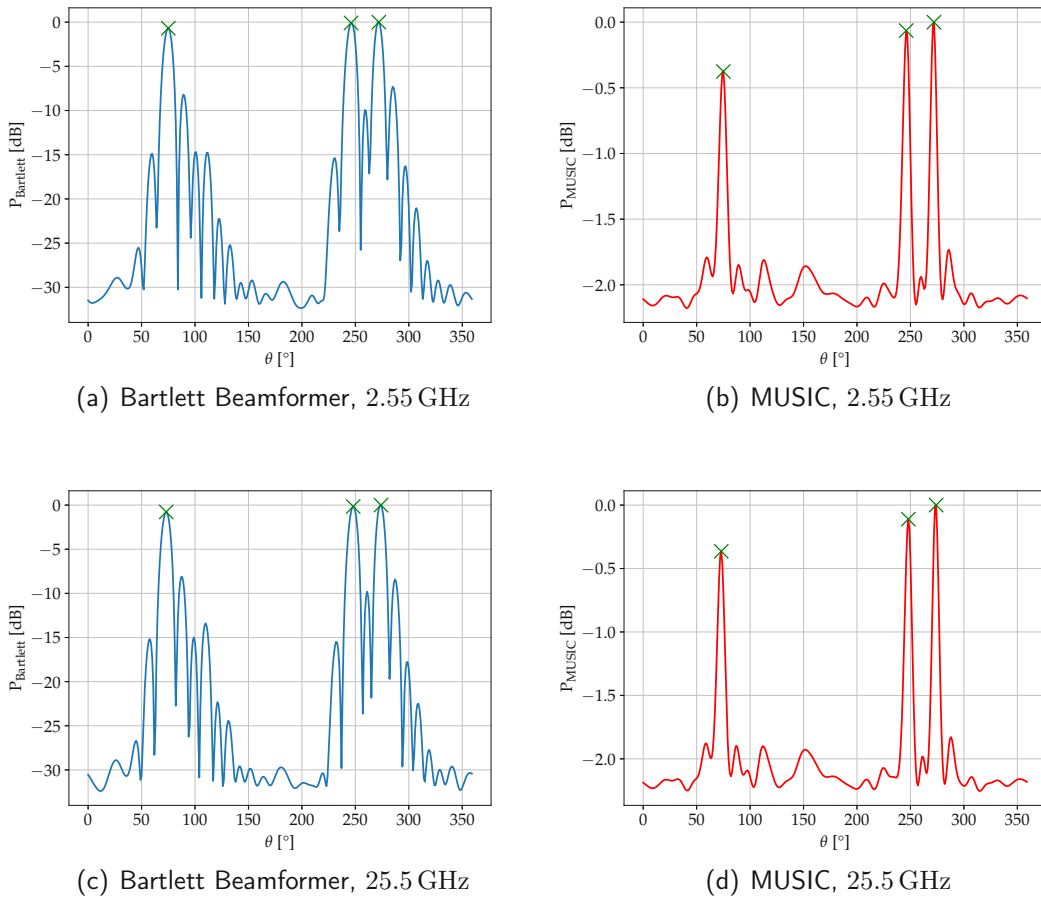 0
−5
−10
−15
−20
−25
−30
P_Bartlett [dB]
0 50 100 150 200 250 300 350
θ [°]
(a) Bartlett Beamformer, 2.55 GHz
0.0
−0.5
−1.0
−1.5
−2.0
P_MUSIC [dB]
0 50 100 150 200 250 300 350
θ [°]
(b) MUSIC, 2.55 GHz
0
−5
−10
−15
−20
−25
−30
P_Bartlett [dB]
0 50 100 150 200 250 300 350
θ [°]
(c) Bartlett Beamformer, 25.5 GHz
0.0
−0.5
−1.0
−1.5
−2.0
P_MUSIC [dB]
0 50 100 150 200 250 300 350
θ [°]
(d) MUSIC, 25.5 GHz